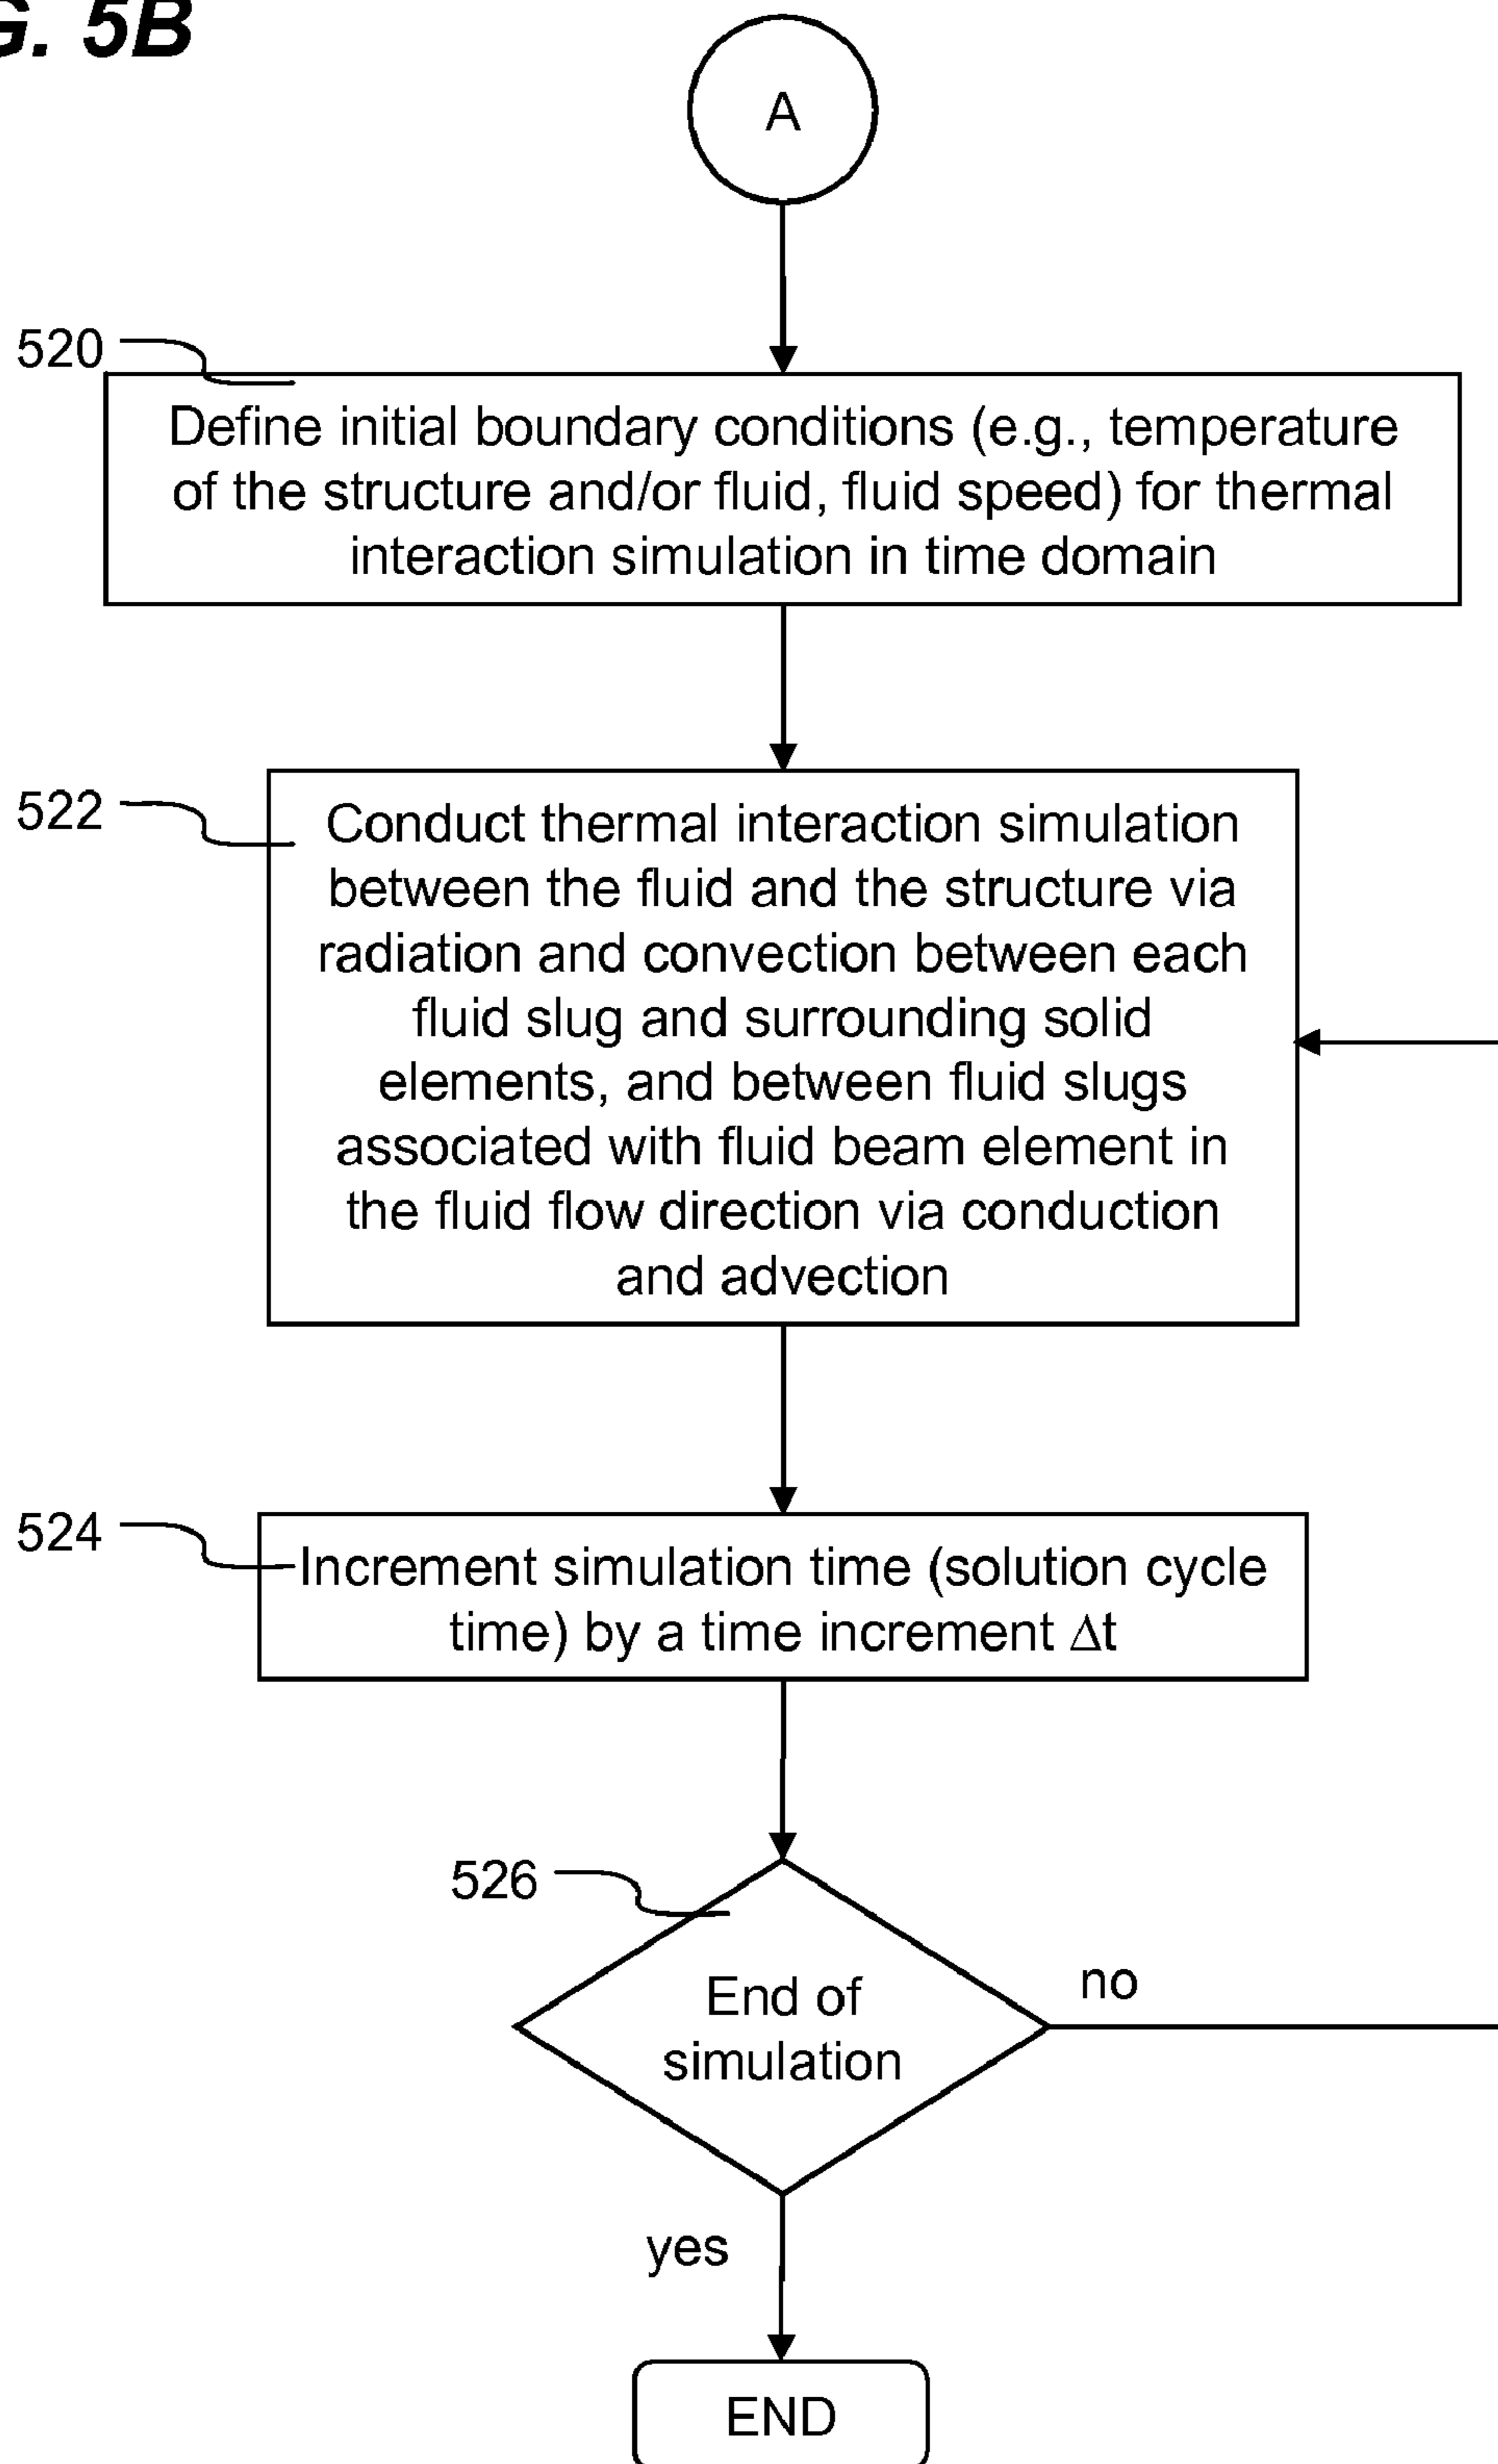 G. 5B
A
520
Define initial boundary conditions (e.g., temperature
of the structure and/or fluid, fluid speed) for thermal
interaction simulation in time domain
522
Conduct thermal interaction simulation
between the fluid and the structure via
radiation and convection between each
fluid slug and surrounding solid
elements, and between fluid slugs
associated with fluid beam element in
the fluid flow direction via conduction
and advection
524
Increment simulation time (solution cycle
time) by a time increment Δt
526
End of
simulation
no
yes
END